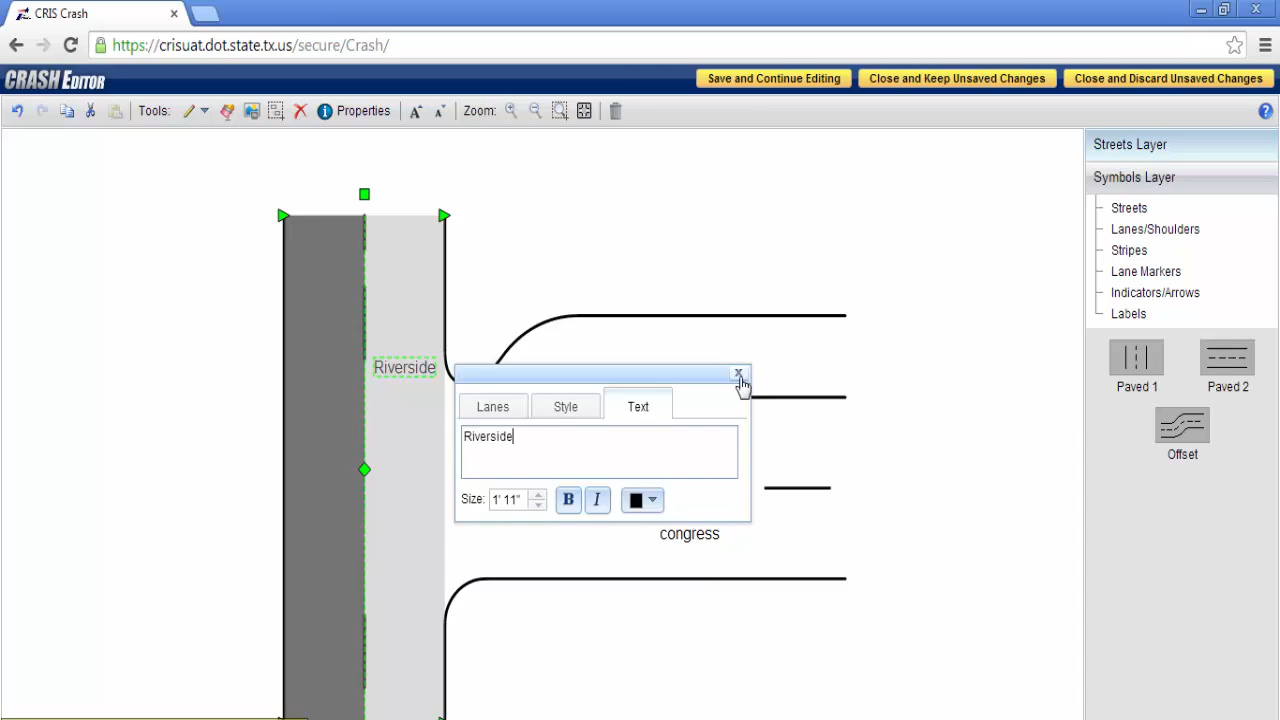 CRIS Crash
https://crisuat.dot.state.tx.us/secure/Crash/
CRASH EDITOR
Save and Continue Editing
Close and Keep Unsaved Changes
Close and Discard Unsaved Changes
Tools:
Properties
Zoom:
Streets Layer
Symbols Layer
Streets
Lanes/Shoulders
Stripes
Lane Markers
Indicators/Arrows
Labels
Paved 1
Paved 2
Offset
Riverside
Lanes
Style
Text
Riverside
Size: 1' 11" B I
congress